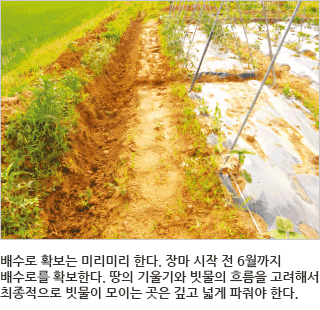 배수로 확보는 미리미리 한다. 장마 시작 전 6월까지
배수로를 확보한다. 땅의 기울기와 빗물의 흐름을 고려해서
최종적으로 빗물이 모이는 곳은 깊고 넓게 파줘야 한다.